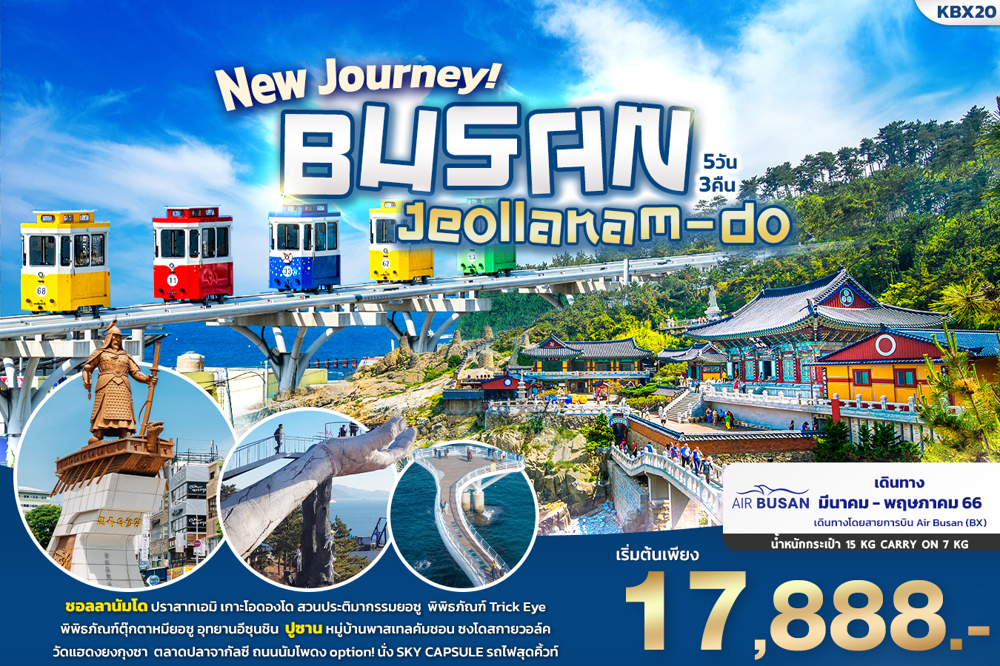 KBX20
New Journey!
BUSAN
5วัน
3คืน
Jeollanam-do
68
11
33
62
53
AIR BUSAN
เดินทาง
มีนาคม - พฤษภาคม 66
เดินทางโดยสายการบิน Air Busan (BX)
น้ำหนักกระเป๋า 15 KG CARRY ON 7 KG
เริ่มต้นเพียง
17,888.-
ซอลลานัมโด ปราสาทเอมิ เกาะโอดองโด สวนประติมากรรมยอซู พิพิธภัณฑ์ Trick Eye
พิพิธภัณฑ์ตุ๊กตาหมียอซู อุทยานอีซุนชิน ปูซาน หมู่บ้านพาสเทลคัมชอน ซงโดสกายวอล์ค
วัดแฮดงยงกุงซา ตลาดปลาจากัลชี ถนนนัมโพดง option! นั่ง SKY CAPSULE รถไฟสุดคิ้วท์